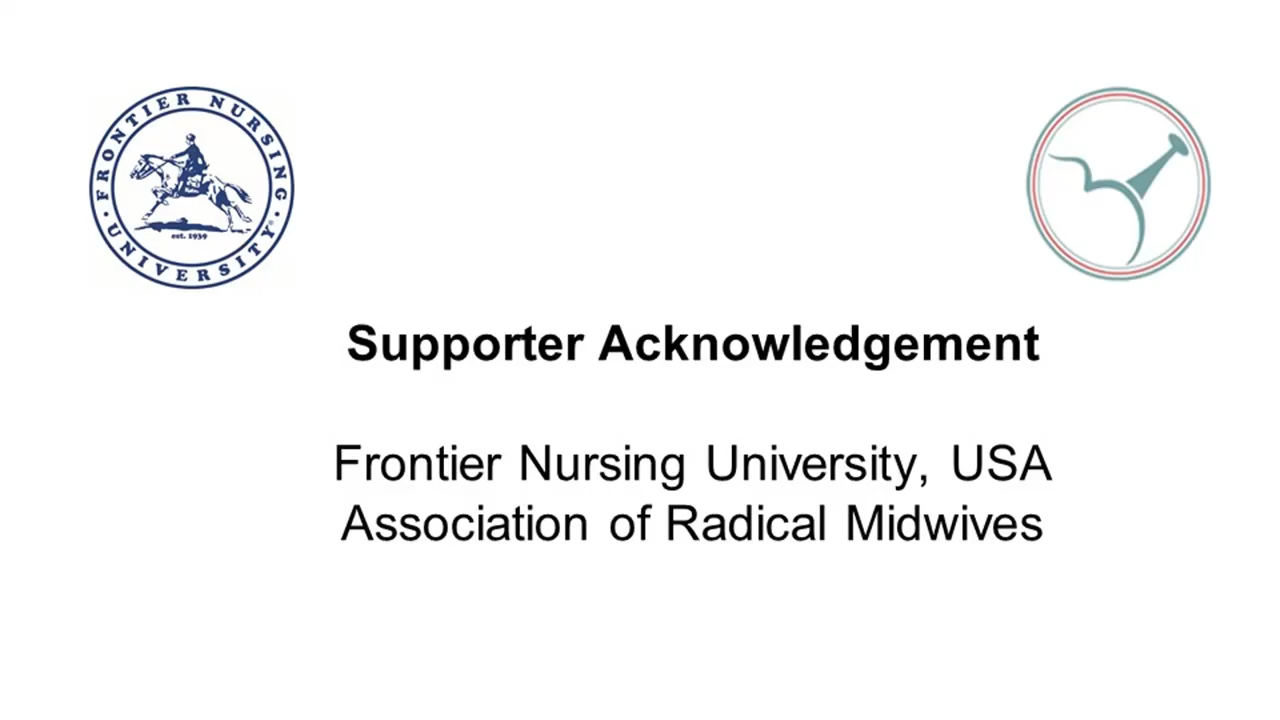 FRONTIER NURSING UNIVERSITY®
est. 1939
Supporter Acknowledgement
Frontier Nursing University, USA
Association of Radical Midwives